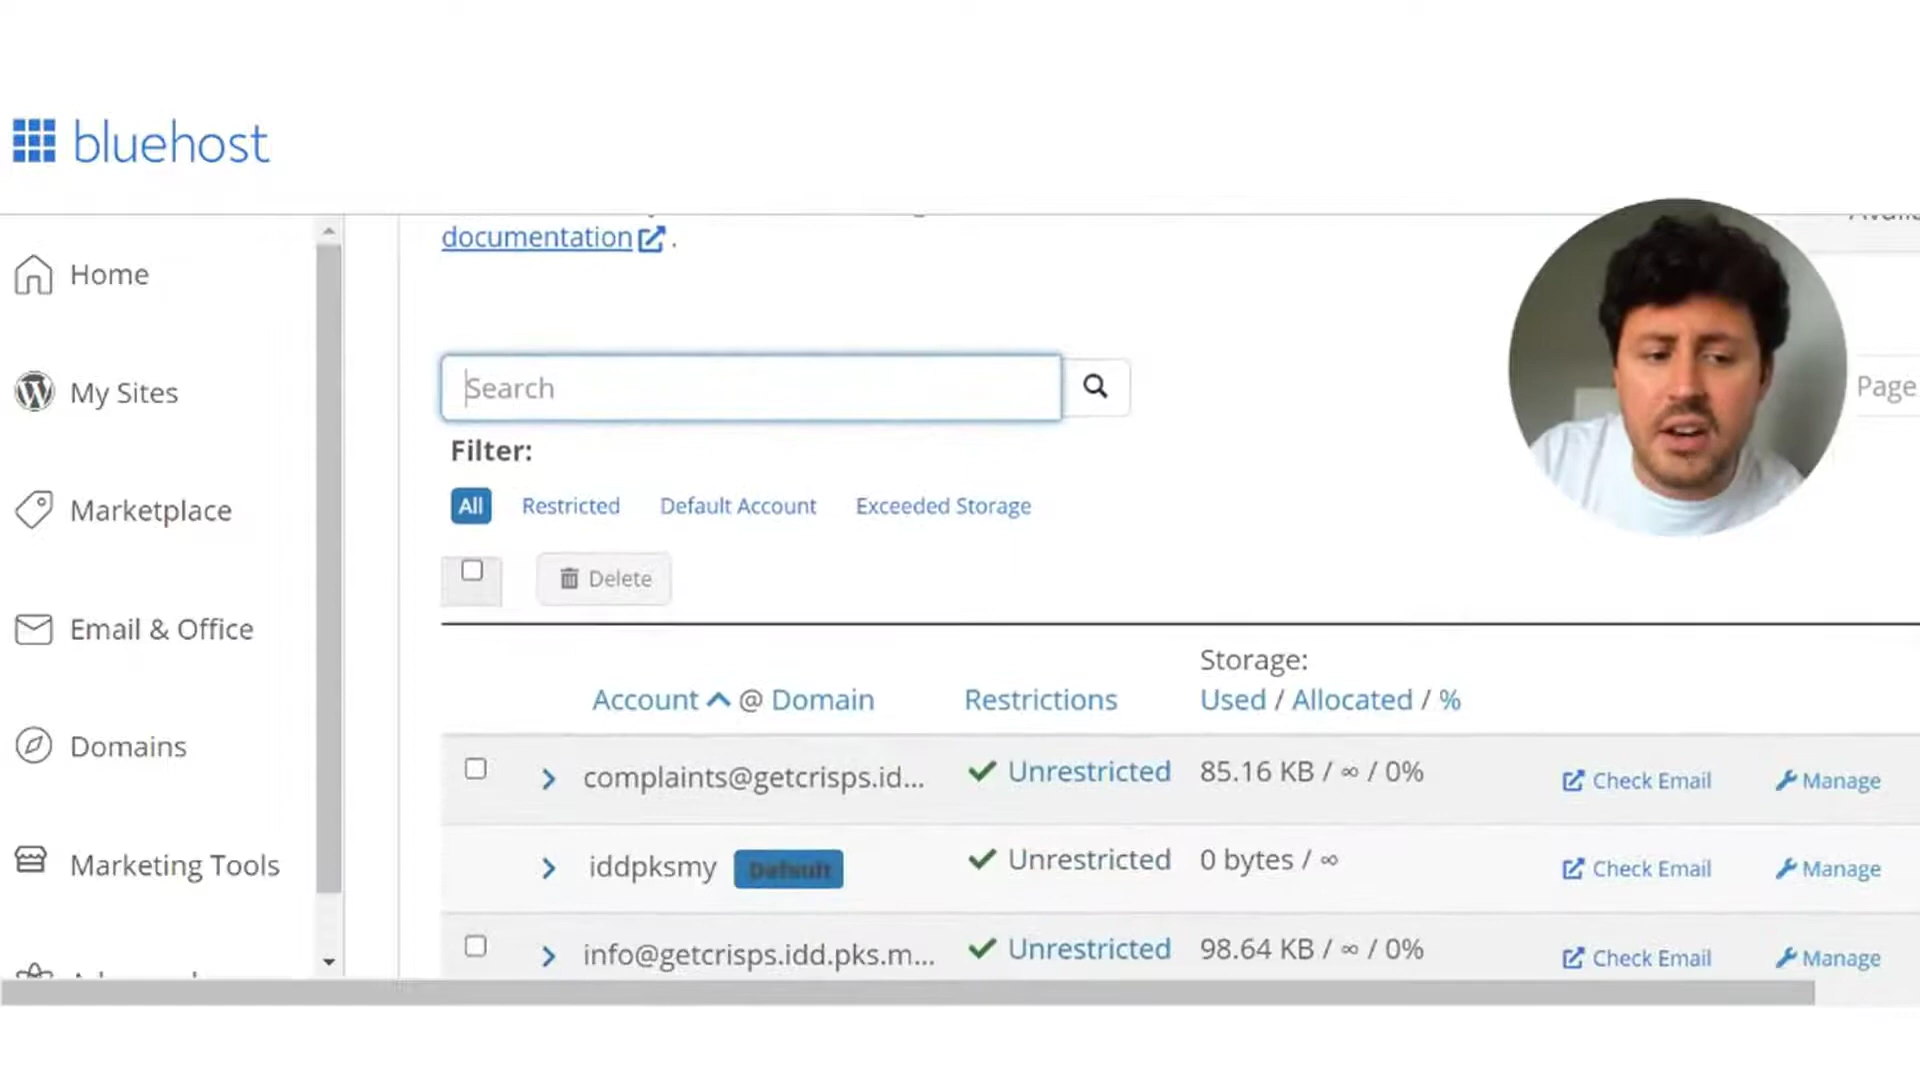 bluehost
documentation .
Home
My Sites
Marketplace
Email & Office
Domains
Marketing Tools
Search
Page
Filter:
All Restricted Default Account Exceeded Storage
Delete
Storage:
Account @ Domain Restrictions Used / Allocated / %
complaints@getcrisps.id... Unrestricted 85.16 KB / ∞ / 0% Check Email Manage
iddpksmy Default Unrestricted 0 bytes / ∞ Check Email Manage
info@getcrisps.idd.pks.m... Unrestricted 98.64 KB / ∞ / 0% Check Email Manage